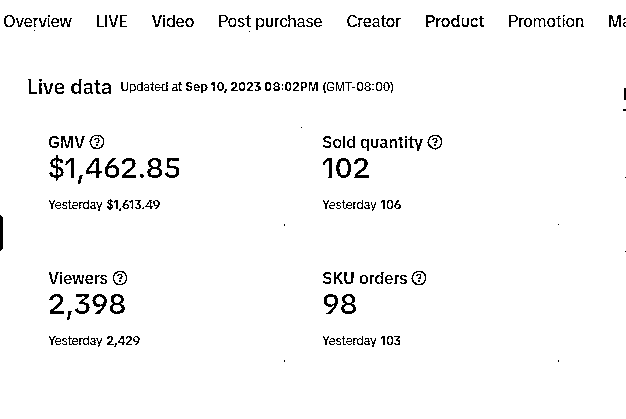 Overview LIVE Video Post purchase Creator Product Promotion
Live data Updated at Sep 10, 2023 08:02PM (GMT-08:00)
GMV ? Sold quantity ?
$1,462.85 102
Yesterday $1,613.49 Yesterday 106
Viewers ? SKU orders ?
2,398 98
Yesterday 2,429 Yesterday 103